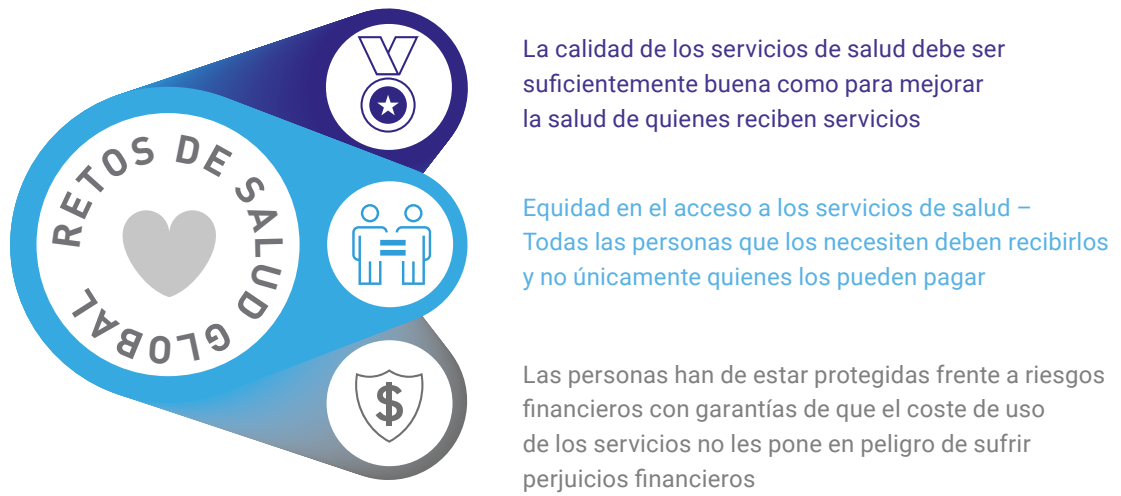 RETOS DE SALUD GLOBAL
La calidad de los servicios de salud debe ser
suficientemente buena como para mejorar
la salud de quienes reciben servicios
Equidad en el acceso a los servicios de salud –
Todas las personas que los necesiten deben recibirlos
y no únicamente quienes los pueden pagar
$
Las personas han de estar protegidas frente a riesgos
financieros con garantías de que el coste de uso
de los servicios no les pone en peligro de sufrir
perjuicios financieros